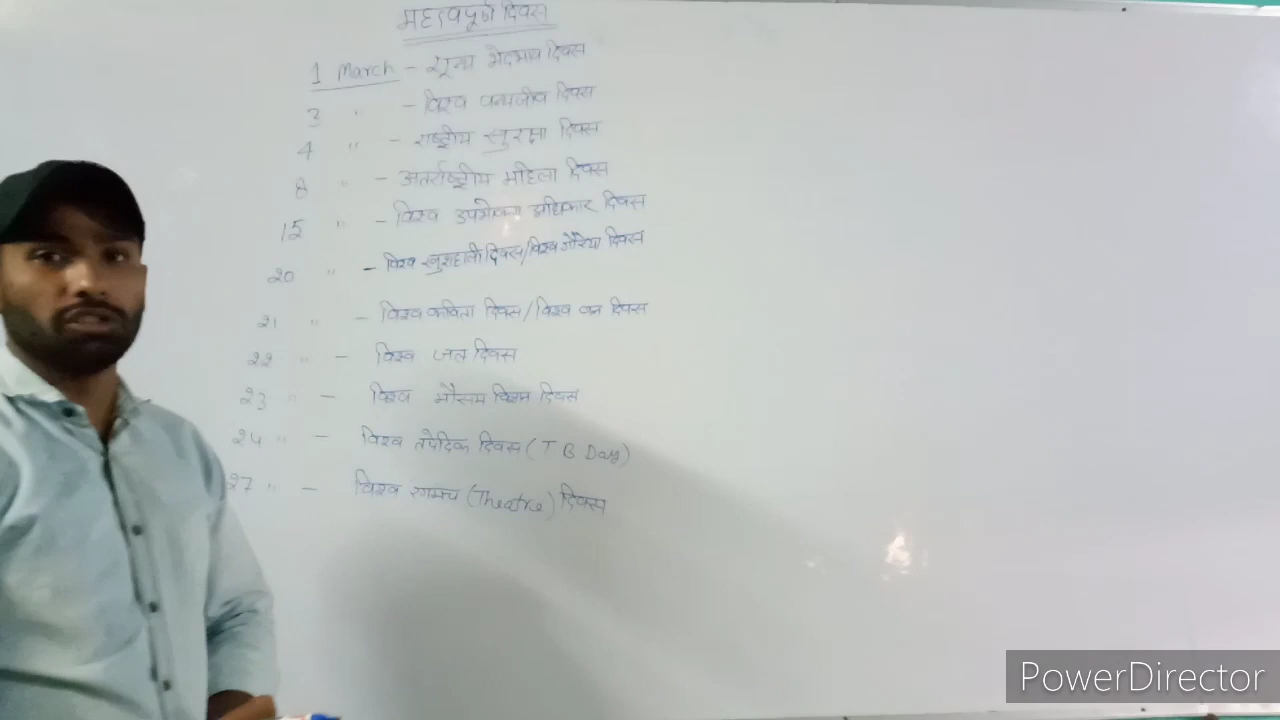 महत्वपूर्ण दिवस
1 March - शून्य भेदभाव दिवस
3 " - विश्व वन्यजीव दिवस
4 " - राष्ट्रीय सुरक्षा दिवस
8 " - अंतर्राष्ट्रीय महिला दिवस
15 " - विश्व उपभोक्ता अधिकार दिवस
20 " - विश्व खुशहाली दिवस/विश्व गौरैया दिवस
21 " - विश्व कविता दिवस/विश्व वन दिवस
22 " - विश्व जल दिवस
23 " - विश्व मौसम विज्ञान दिवस
24 " - विश्व तपेदिक दिवस (TB Day)
27 " - विश्व रंगमंच (Theatre) दिवस
PowerDirector